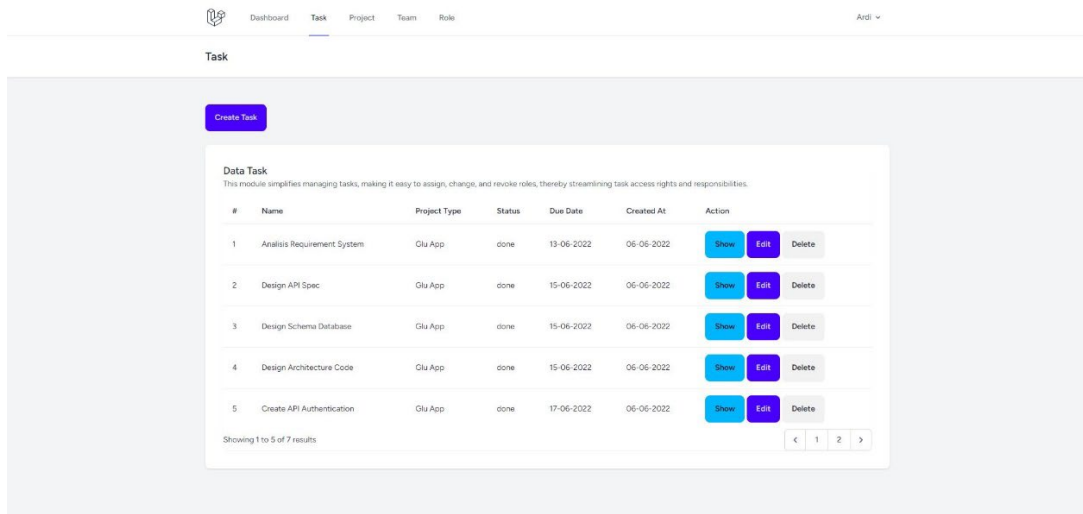 Dashboard Task Project Team Role Ardi
Task
Create Task
Data Task
This module simplifies managing tasks, making it easy to assign, change, and revoke roles, thereby streamlining task access rights and responsibilities.
# Name Project Type Status Due Date Created At Action
1 Analisis Requirement System Glu App done 13-06-2022 06-06-2022 Show Edit Delete
2 Design API Spec Glu App done 15-06-2022 06-06-2022 Show Edit Delete
3 Design Schema Database Glu App done 15-06-2022 06-06-2022 Show Edit Delete
4 Design Architecture Code Glu App done 15-06-2022 06-06-2022 Show Edit Delete
5 Create API Authentication Glu App done 17-06-2022 06-06-2022 Show Edit Delete
Showing 1 to 5 of 7 results < 1 2 >